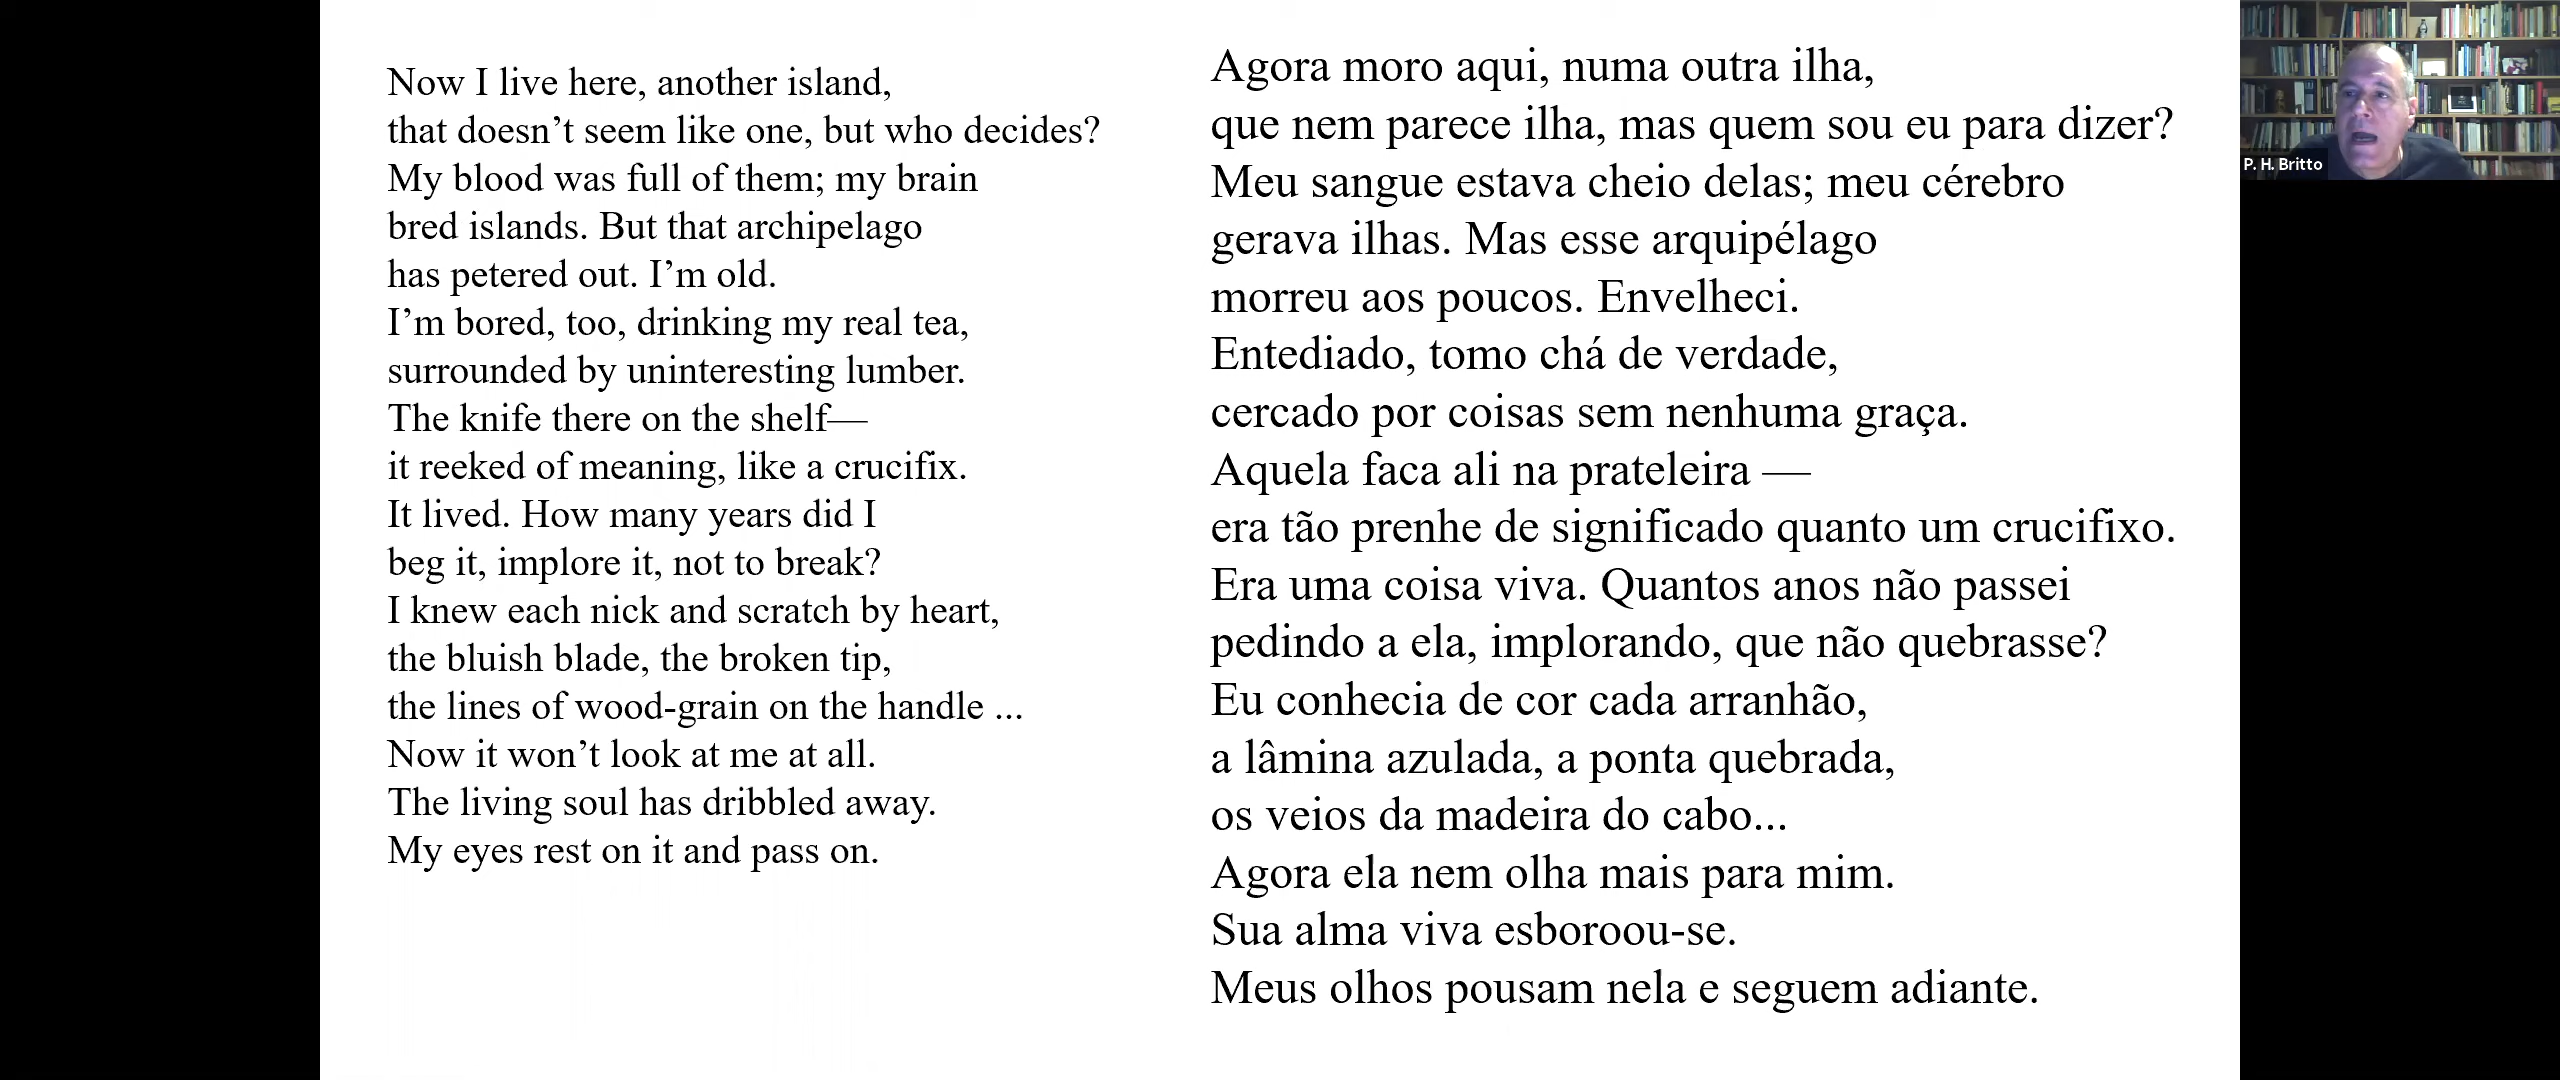 Now I live here, another island,
that doesn’t seem like one, but who decides?
My blood was full of them; my brain
bred islands. But that archipelago
has petered out. I’m old.
I’m bored, too, drinking my real tea,
surrounded by uninteresting lumber.
The knife there on the shelf—
it reeked of meaning, like a crucifix.
It lived. How many years did I
beg it, implore it, not to break?
I knew each nick and scratch by heart,
the bluish blade, the broken tip,
the lines of wood-grain on the handle ...
Now it won’t look at me at all.
The living soul has dribbled away.
My eyes rest on it and pass on.
Agora moro aqui, numa outra ilha,
que nem parece ilha, mas quem sou eu para dizer?
Meu sangue estava cheio delas; meu cérebro
gerava ilhas. Mas esse arquipélago
morreu aos poucos. Envelheci.
Entediado, tomo chá de verdade,
cercado por coisas sem nenhuma graça.
Aquela faca ali na prateleira —
era tão prenhe de significado quanto um crucifixo.
Era uma coisa viva. Quantos anos não passei
pedindo a ela, implorando, que não quebrasse?
Eu conhecia de cor cada arranhão,
a lâmina azulada, a ponta quebrada,
os veios da madeira do cabo...
Agora ela nem olha mais para mim.
Sua alma viva esboroou-se.
Meus olhos pousam nela e seguem adiante.
P. H. Britto